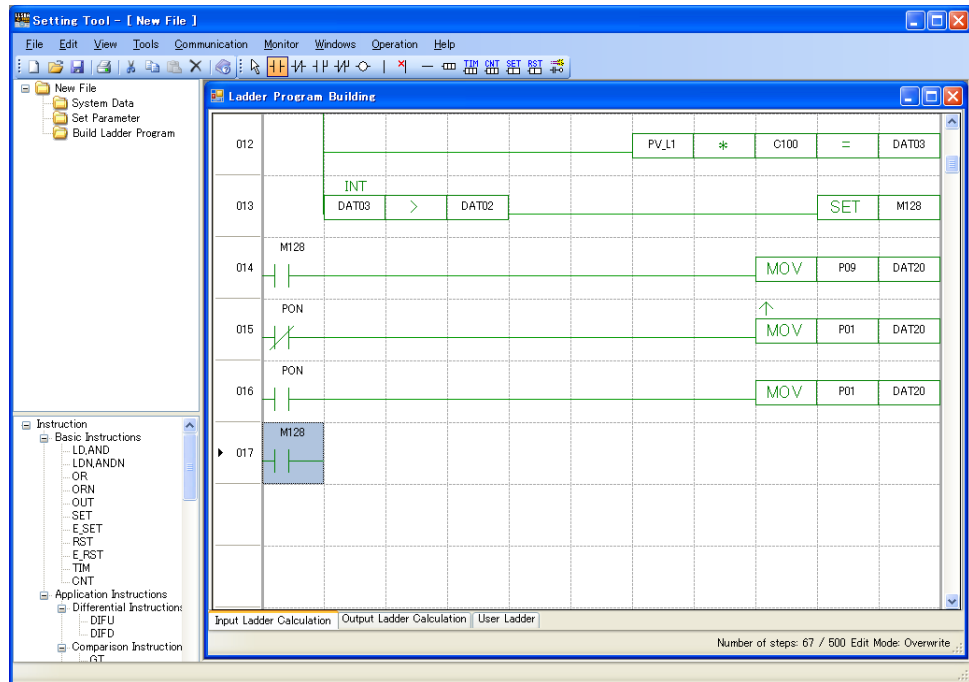 Setting Tool - [ New File ]
File Edit View Tools Communication Monitor Windows Operation Help
TIM CNT SET RST
New File
System Data
Set Parameter
Build Ladder Program
Ladder Program Building
012 PV_L1 * C100 = DAT03
INT
013 DAT03 > DAT02 SET M128
M128
014 MOV P09 DAT20
PON ↑
015 MOV P01 DAT20
PON
016 MOV P01 DAT20
M128
017
Instruction
Basic Instructions
LD,AND
LDN,ANDN
OR
ORN
OUT
SET
E_SET
RST
E_RST
TIM
CNT
Application Instructions
Differential Instructions
DIFU
DIFD
Comparison Instruction
GT
Input Ladder Calculation Output Ladder Calculation User Ladder
Number of steps: 67 / 500 Edit Mode: Overwrite